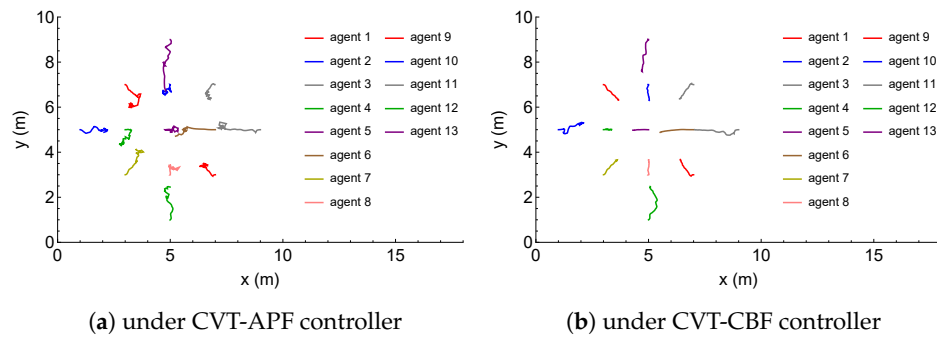 10
8
6
4
2
0
0
5
10
15
y (m)
x (m)
agent 1
agent 2
agent 3
agent 4
agent 5
agent 6
agent 7
agent 8
agent 9
agent 10
agent 11
agent 12
agent 13
(a) under CVT-APF controller
10
8
6
4
2
0
0
5
10
15
y (m)
x (m)
agent 1
agent 2
agent 3
agent 4
agent 5
agent 6
agent 7
agent 8
agent 9
agent 10
agent 11
agent 12
agent 13
(b) under CVT-CBF controller